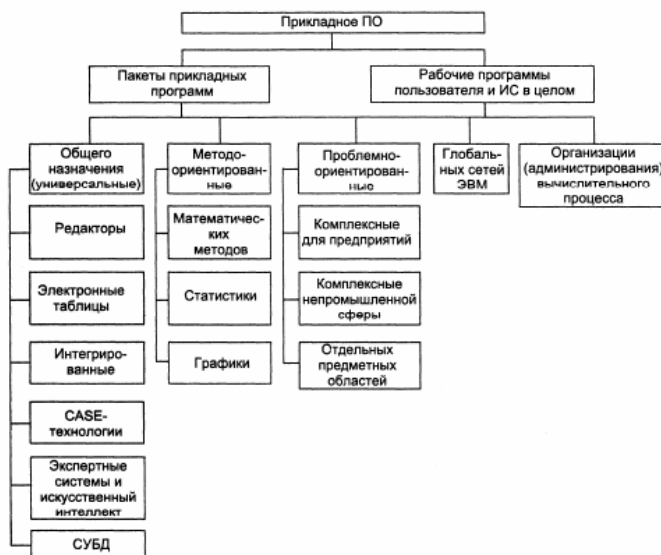 Прикладное ПО
Пакеты прикладных
программ
Рабочие программы
пользователя и ИС в целом
Общего
назначения
(универсальные)
Методо-
ориентирован-
ные
Проблемно-
ориентирован-
ные
Глобаль-
ных сетей
ЭВМ
Организации
(администрирования)
вычислительного
процесса
Редакторы
Математичес-
ких методов
Комплексные
для предприятий
Электронные
таблицы
Статистики
Комплексные
непромышленной
сферы
Интегриро-
ванные
Графики
Отдельных
предметных
областей
CASE-
технологии
Экспертные
системы и
искусственный
интеллект
СУБД